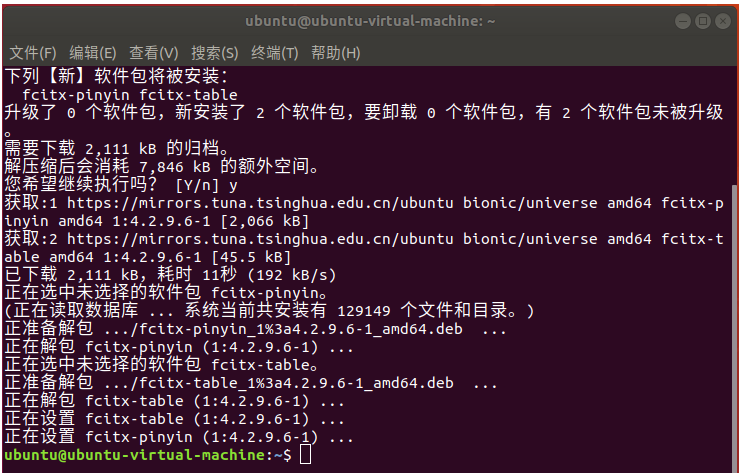 ubuntu@ubuntu-virtual-machine: ~
文件(F) 编辑(E) 查看(V) 搜索(S) 终端(T) 帮助(H)
下列【新】软件包将被安装：
  fcitx-pinyin fcitx-table
升级了 0 个软件包，新安装了 2 个软件包，要卸载 0 个软件包，有 2 个软件包未被升级
。
需要下载 2,111 kB 的归档。
解压缩后会消耗 7,846 kB 的额外空间。
您希望继续执行吗？ [Y/n] y
获取:1 https://mirrors.tuna.tsinghua.edu.cn/ubuntu bionic/universe amd64 fcitx-p
inyin amd64 1:4.2.9.6-1 [2,066 kB]
获取:2 https://mirrors.tuna.tsinghua.edu.cn/ubuntu bionic/universe amd64 fcitx-t
able amd64 1:4.2.9.6-1 [45.5 kB]
已下载 2,111 kB，耗时 11秒 (192 kB/s)
正在选中未选择的软件包 fcitx-pinyin。
(正在读取数据库 ... 系统当前共安装有 129149 个文件和目录。)
正准备解包 .../fcitx-pinyin_1%3a4.2.9.6-1_amd64.deb  ...
正在解包 fcitx-pinyin (1:4.2.9.6-1) ...
正在选中未选择的软件包 fcitx-table。
正准备解包 .../fcitx-table_1%3a4.2.9.6-1_amd64.deb  ...
正在解包 fcitx-table (1:4.2.9.6-1) ...
正在设置 fcitx-table (1:4.2.9.6-1) ...
正在设置 fcitx-pinyin (1:4.2.9.6-1) ...
ubuntu@ubuntu-virtual-machine:~$